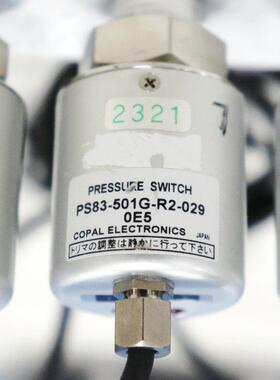 2321
7
PRESSURE SWITCH
PS83-501G-R2-029
0E5
COPAL ELECTRONICS JAPAN
トリマの調整は静かに行って下さい